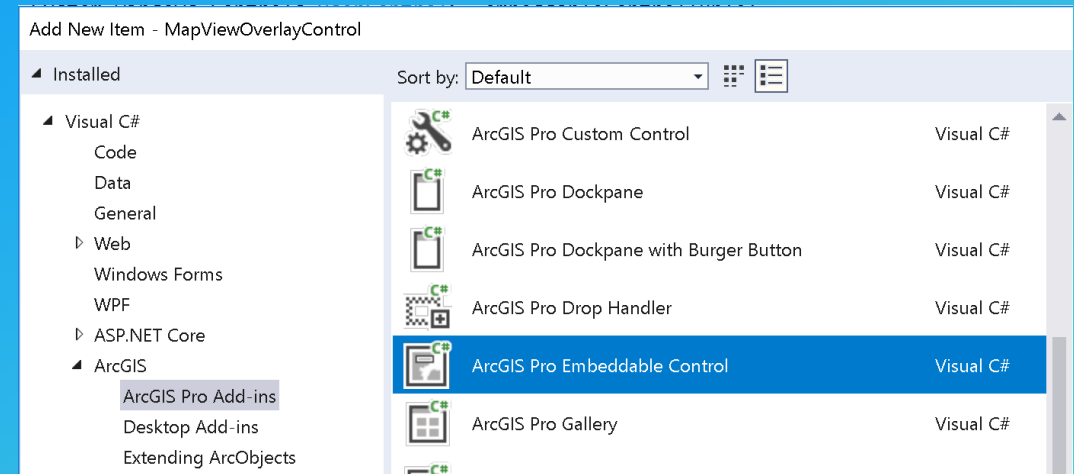 Add New Item - MapViewOverlayControl
Installed
Sort by: Default
Visual C#
Code
Data
General
Web
Windows Forms
WPF
ASP.NET Core
ArcGIS
ArcGIS Pro Add-ins
Desktop Add-ins
Extending ArcObjects
C# ArcGIS Pro Custom Control Visual C#
C# ArcGIS Pro Dockpane Visual C#
C# ArcGIS Pro Dockpane with Burger Button Visual C#
C# ArcGIS Pro Drop Handler Visual C#
C# ArcGIS Pro Embeddable Control Visual C#
C# ArcGIS Pro Gallery Visual C#
C#